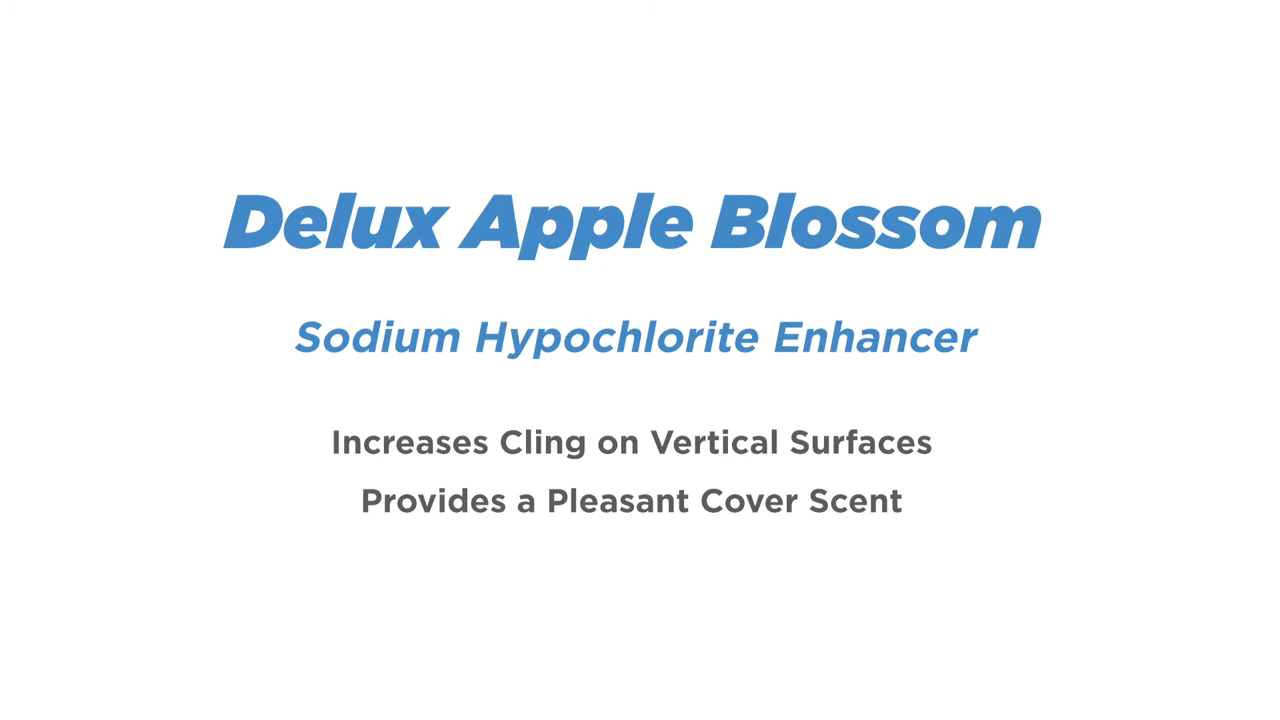 Delux Apple Blossom
Sodium Hypochlorite Enhancer
Increases Cling on Vertical Surfaces
Provides a Pleasant Cover Scent